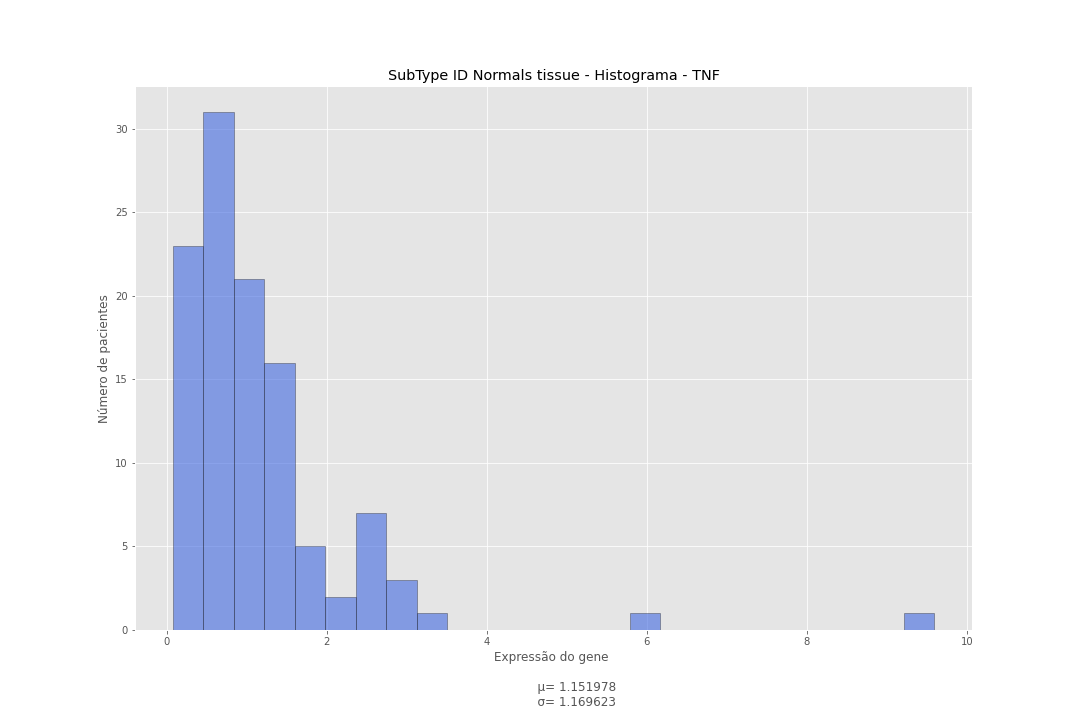 SubType ID Normals tissue - Histograma - TNF
30
25
20
15
10
5
0
Número de pacientes
0 2 4 6 8 10
Expressão do gene
μ= 1.151978
σ= 1.169623